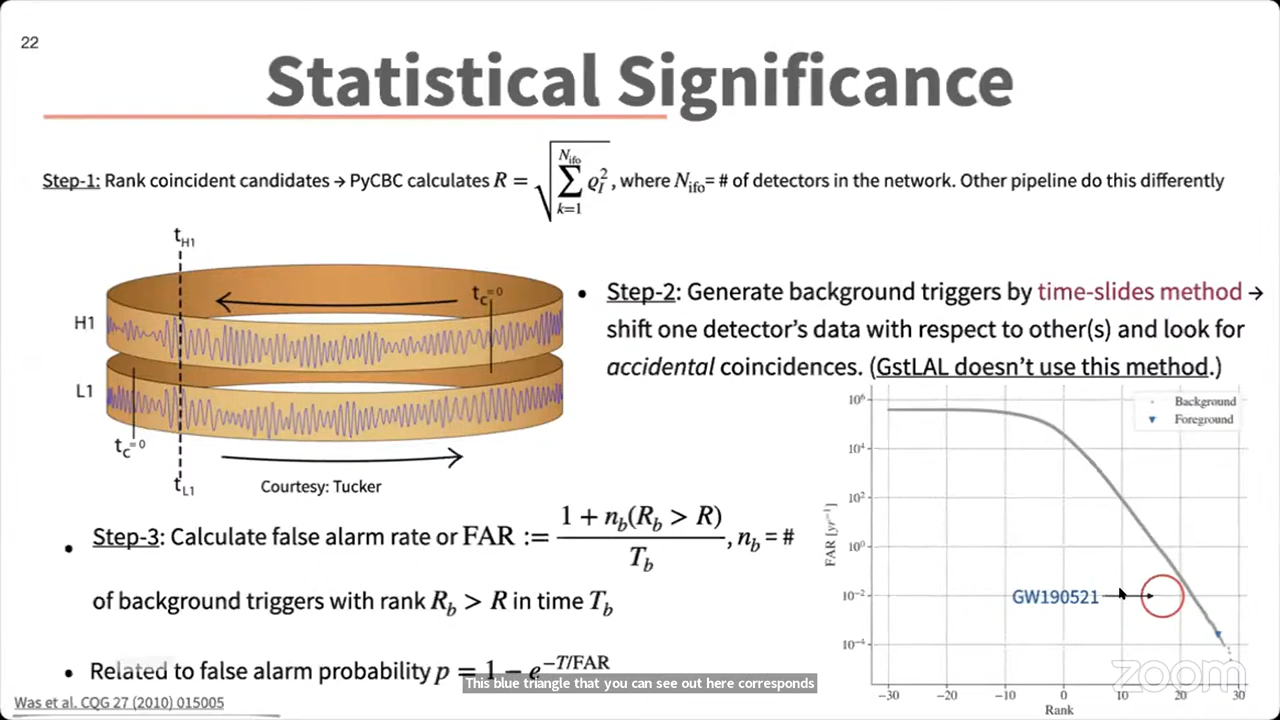 22
Statistical Significance
Step-1: Rank coincident candidates → PyCBC calculates R = √(∑_{k=1}^{N_ifo} ϱ_I^2), where N_ifo= # of detectors in the network. Other pipeline do this differently
t_H1
t_c=0
H1
L1
t_c=0
t_L1
Courtesy: Tucker
• Step-2: Generate background triggers by time-slides method →
shift one detector's data with respect to other(s) and look for
accidental coincidences. (GstLAL doesn't use this method.)
• Step-3: Calculate false alarm rate or FAR := (1 + n_b(R_b > R)) / T_b, n_b = #
of background triggers with rank R_b > R in time T_b
• Related to false alarm probability p = 1 − e^{−T/FAR}
Background
Foreground
FAR [yr^{−1}]
10^6
10^4
10^2
10^0
10^{−2}
10^{−4}
GW190521
−30 −20 −10 0 10 20 30
Rank
zoom
This blue triangle that you can see out here corresponds
Was et al. CQG 27 (2010) 015005